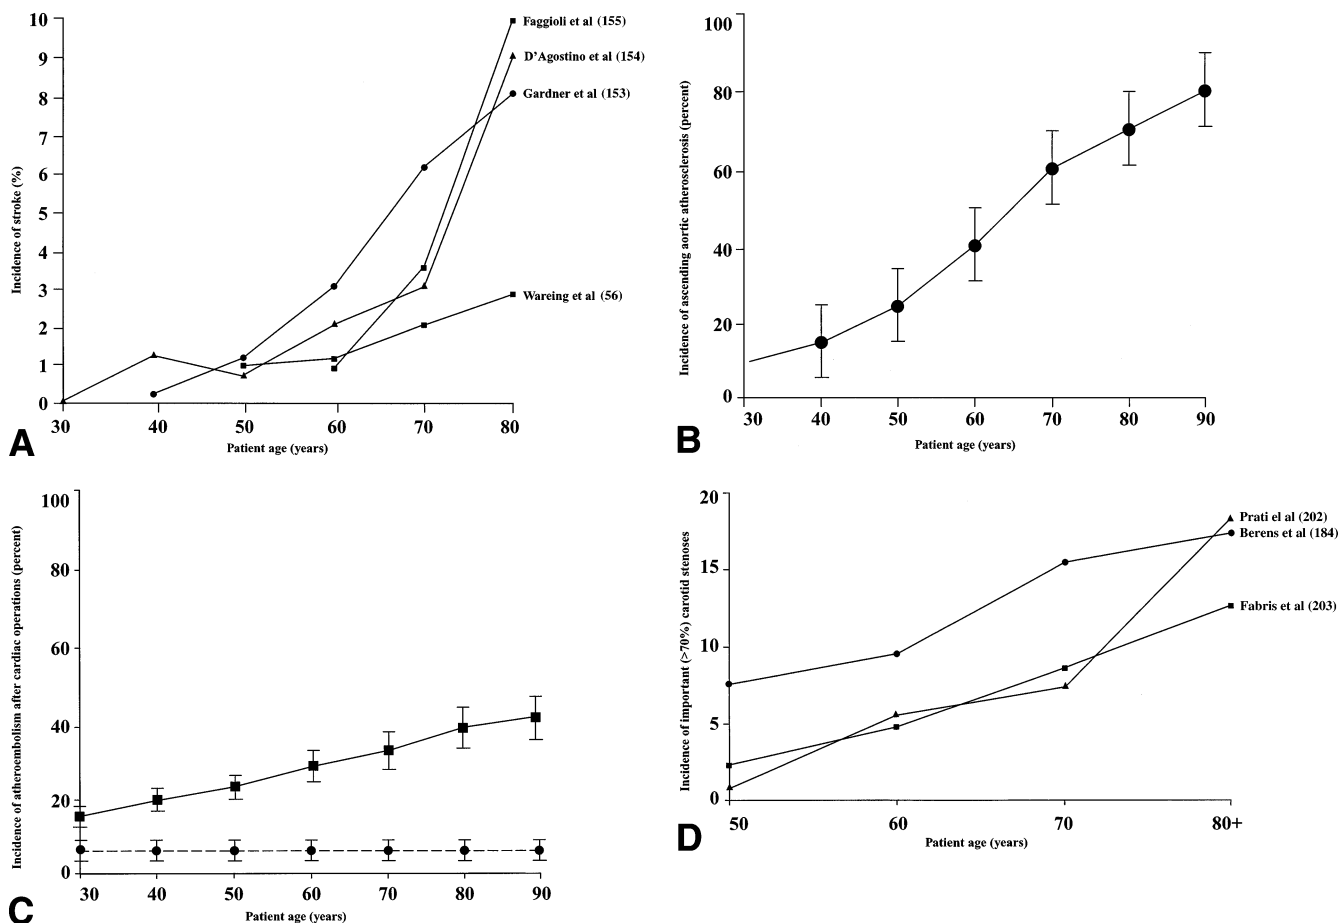 10
9
8
7
6
5
4
3
2
1
0
Incidence of stroke (%)
Faggioli et al (155)
D'Agostino et al (154)
Gardner et al (153)
Wareing et al (56)
30 40 50 60 70 80
Patient age (years)
A
100
80
60
40
20
0
Incidence of ascending aortic atherosclerosis (percent)
30 40 50 60 70 80 90
Patient age (years)
B
100
80
60
40
20
0
Incidence of atheroembolism after cardiac operations (percent)
30 40 50 60 70 80 90
Patient age (years)
C
20
15
10
5
0
Incidence of important (>70%) carotid stenoses
Prati el al (202)
Berens et al (184)
Fabris et al (203)
50 60 70 80+
Patient age (years)
D